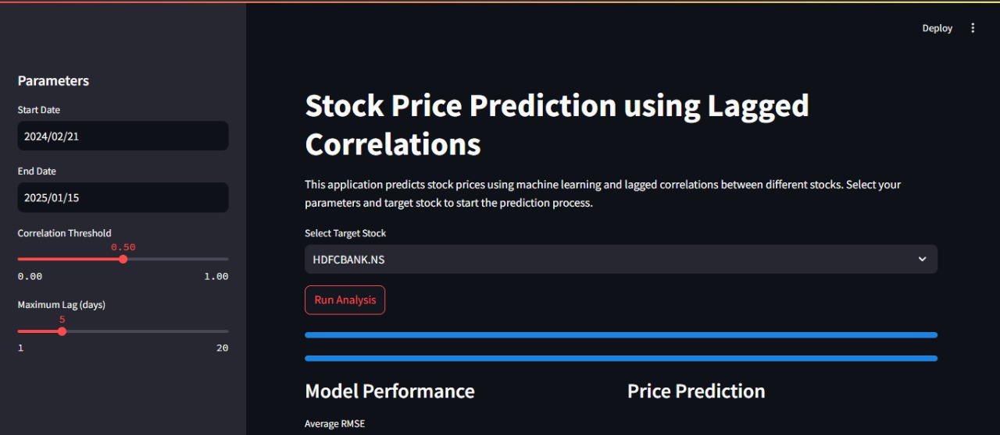 Deploy
Parameters
Start Date
2024/02/21
End Date
2025/01/15
Correlation Threshold
0.50
0.00 1.00
Maximum Lag (days)
5
1 20
Stock Price Prediction using Lagged
Correlations
This application predicts stock prices using machine learning and lagged correlations between different stocks. Select your
parameters and target stock to start the prediction process.
Select Target Stock
HDFCBANK.NS
Run Analysis
Model Performance
Average RMSE
Price Prediction